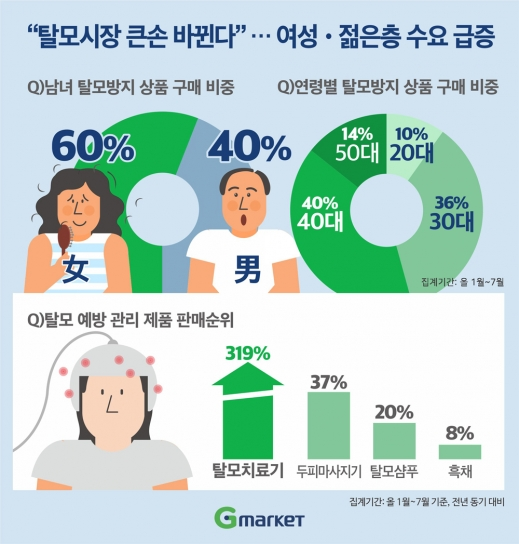 “탈모시장 큰손 바뀐다” … 여성·젊은층 수요 급증
Q)남녀 탈모방지 상품 구매 비중
60%
40%
女
男
Q)연령별 탈모방지 상품 구매 비중
14%
50대
10%
20대
40%
40대
36%
30대
집계기간: 올 1월~7월
Q)탈모 예방 관리 제품 판매순위
319%
37%
20%
8%
탈모치료기
두피마사지기
탈모샴푸
흑채
집계기간: 올 1월~7월 기준, 전년 동기 대비
Gmarket